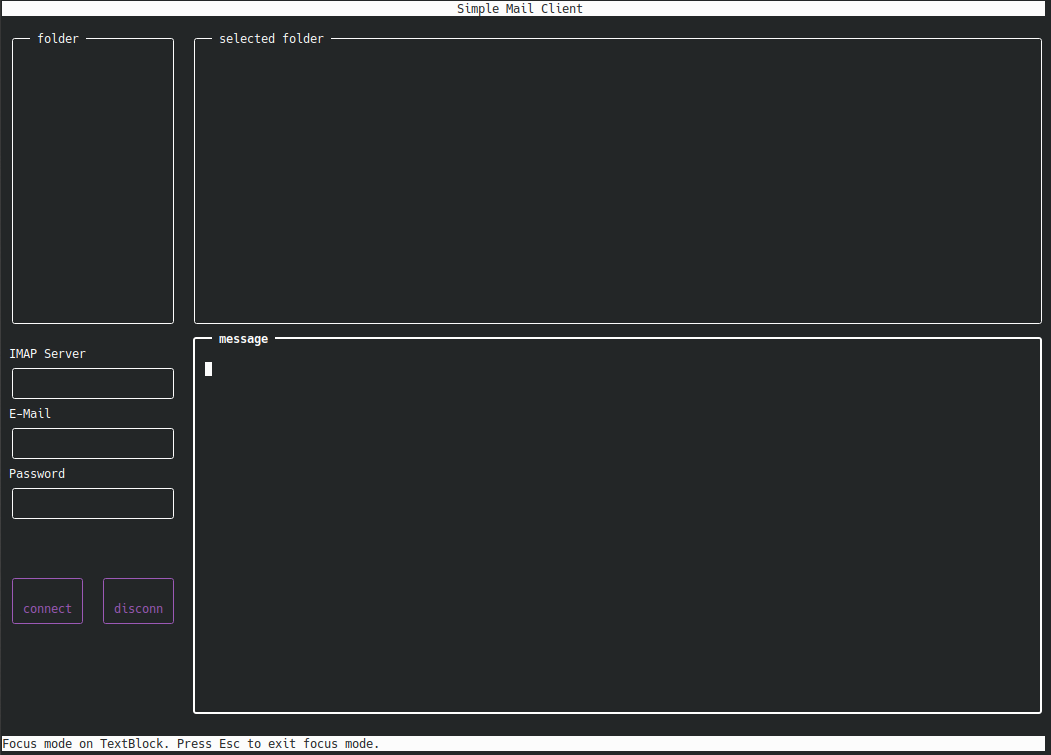 Simple Mail Client
folder
selected folder
IMAP Server
E-Mail
Password
connect
disconn
message
Focus mode on TextBlock. Press Esc to exit focus mode.